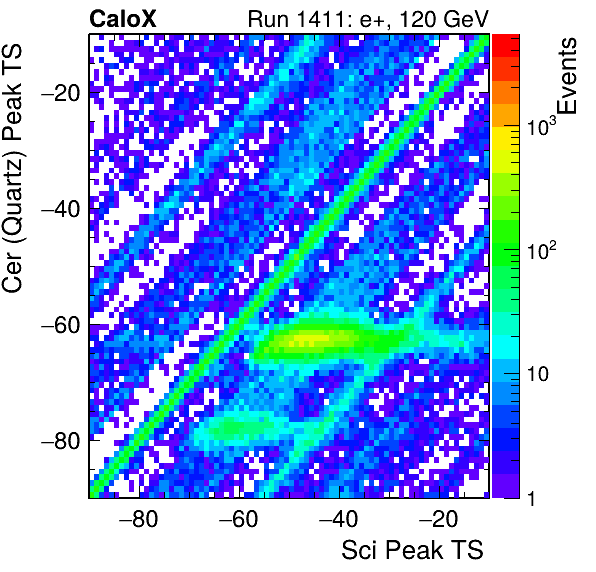 CaloX Run 1411: e+, 120 GeV
Cer (Quartz) Peak TS
−20
−40
−60
−80
−80 −60 −40 −20
Sci Peak TS
Events
10³
10²
10
1